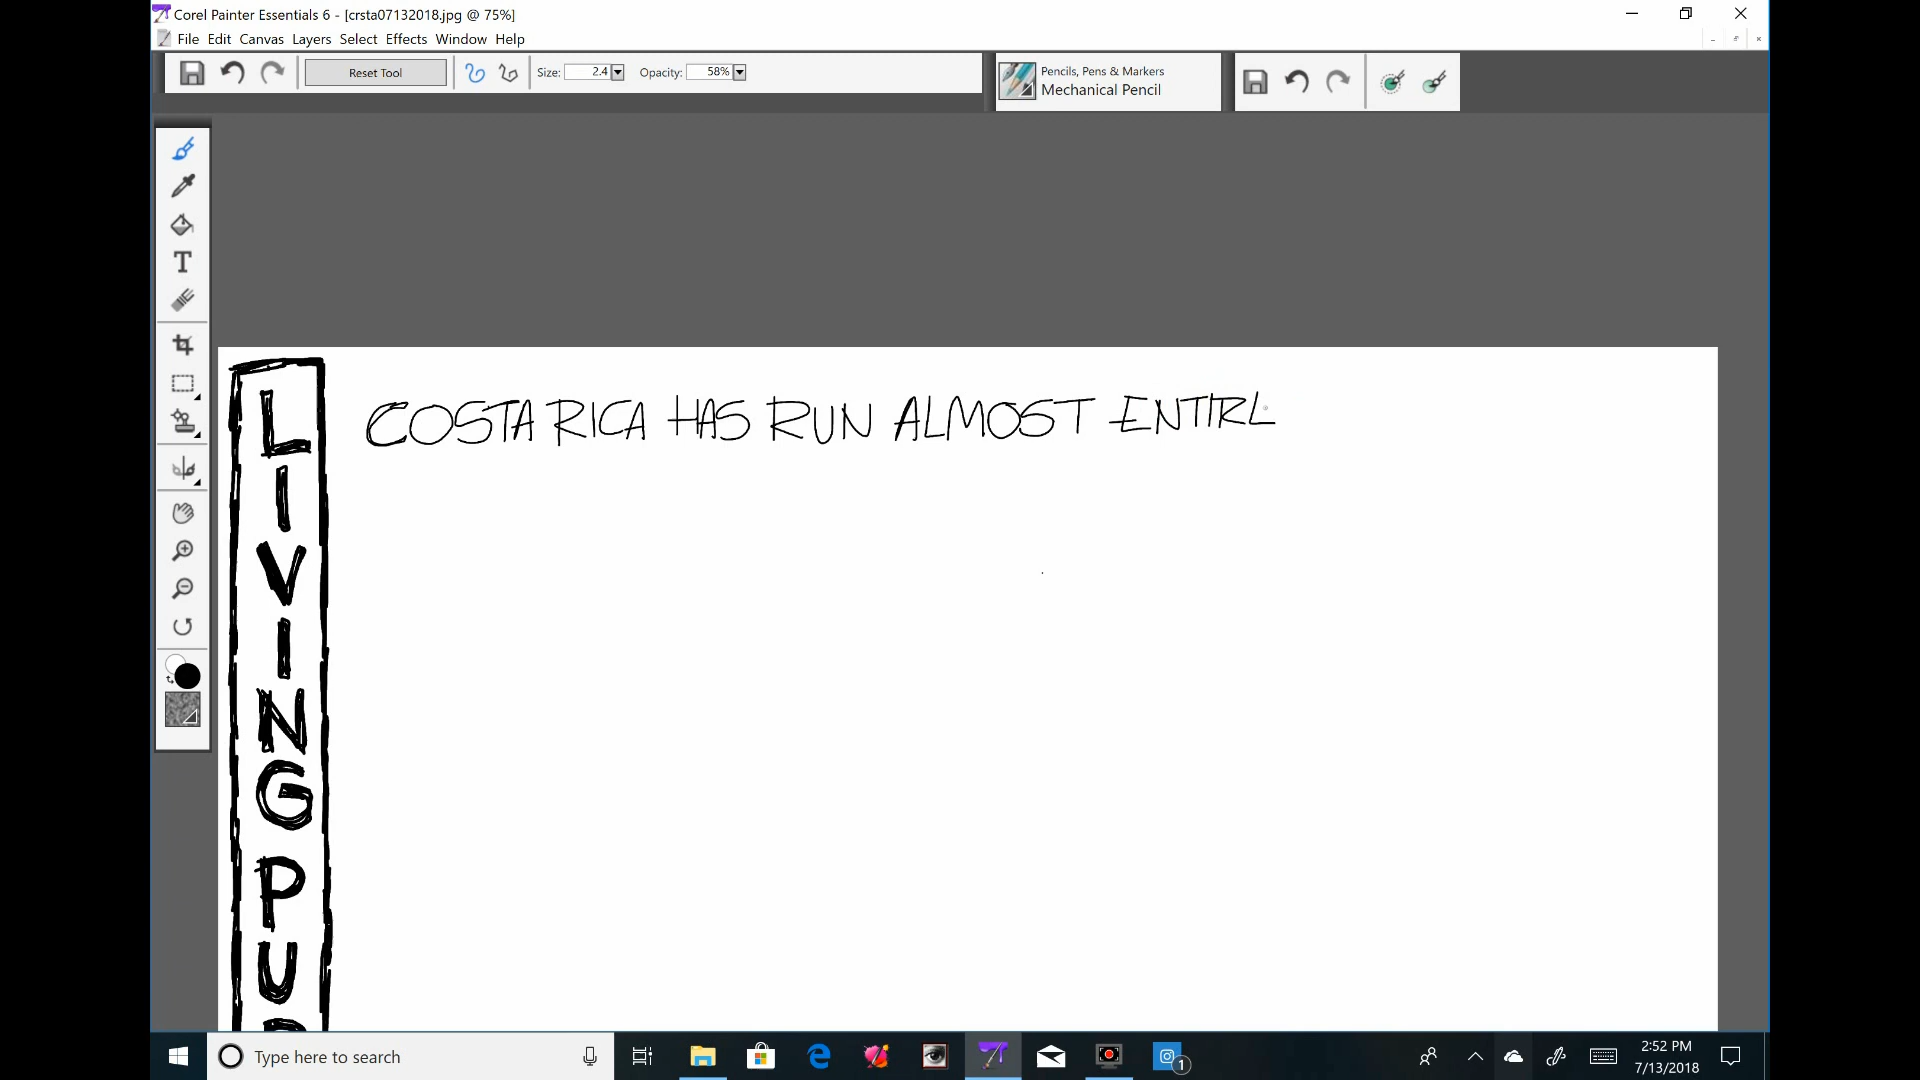 Corel Painter Essentials 6 - [crsta07132018.jpg @ 75%]
File Edit Canvas Layers Select Effects Window Help
Reset Tool Size: 2.4 Opacity: 58%
Pencils, Pens & Markers
Mechanical Pencil
T
COSTA RICA HAS RUN ALMOST ENTIRL
L
I
V
I
N
G
P
U
Type here to search
1
2:52 PM
7/13/2018